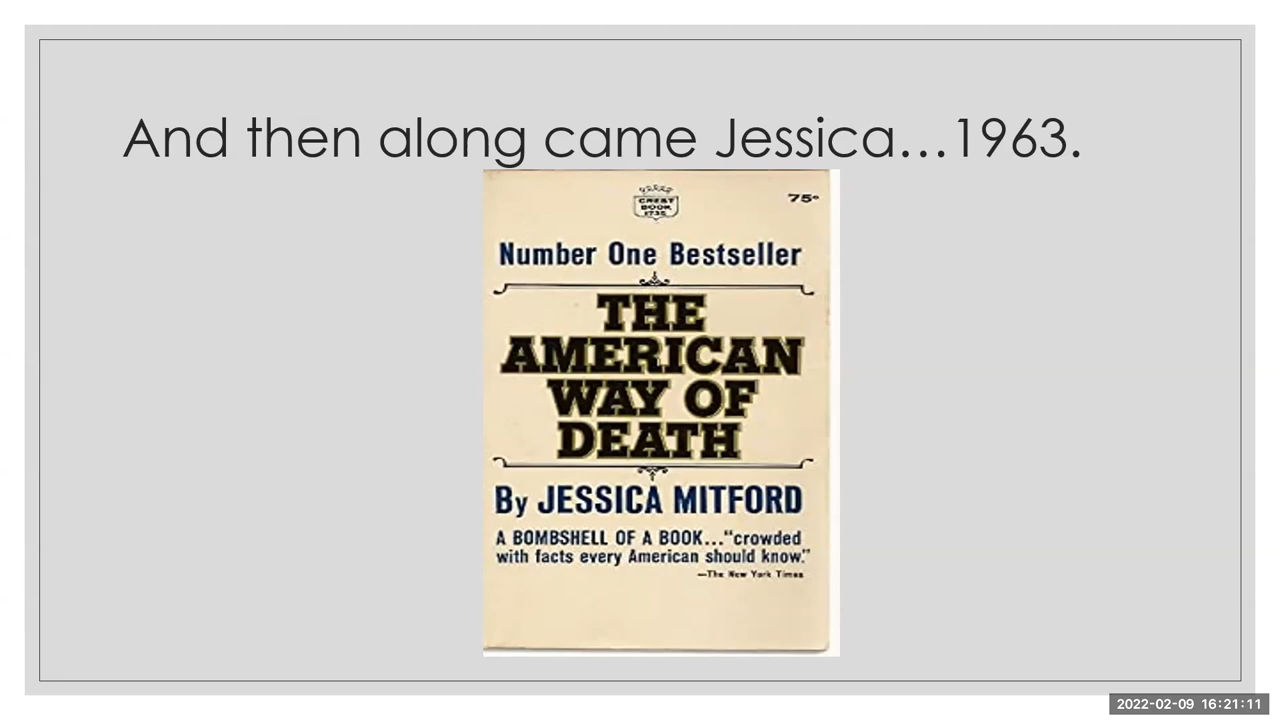 And then along came Jessica…1963.
CREST
BOOK
75¢
Number One Bestseller
THE
AMERICAN
WAY OF
DEATH
By JESSICA MITFORD
A BOMBSHELL OF A BOOK…“crowded
with facts every American should know.”
—The New York Times
2022-02-09 16:21:11